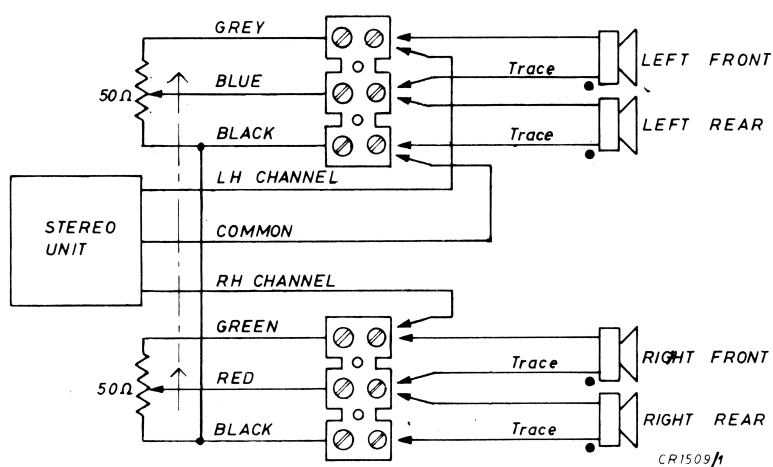 GREY
Trace
LEFT FRONT
50Ω
BLUE
LEFT REAR
BLACK
Trace
LH CHANNEL
STEREO
UNIT
COMMON
RH CHANNEL
GREEN
Trace
RIGHT FRONT
50Ω
RED
RIGHT REAR
BLACK
Trace
CR1509/1